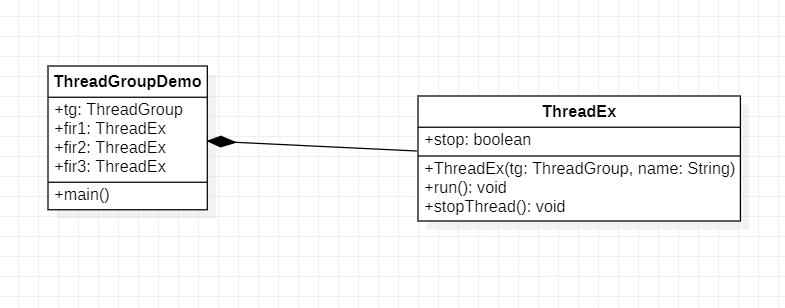 ThreadGroupDemo
+tg: ThreadGroup
+fir1: ThreadEx
+fir2: ThreadEx
+fir3: ThreadEx
+main()
ThreadEx
+stop: boolean
+ThreadEx(tg: ThreadGroup, name: String)
+run(): void
+stopThread(): void